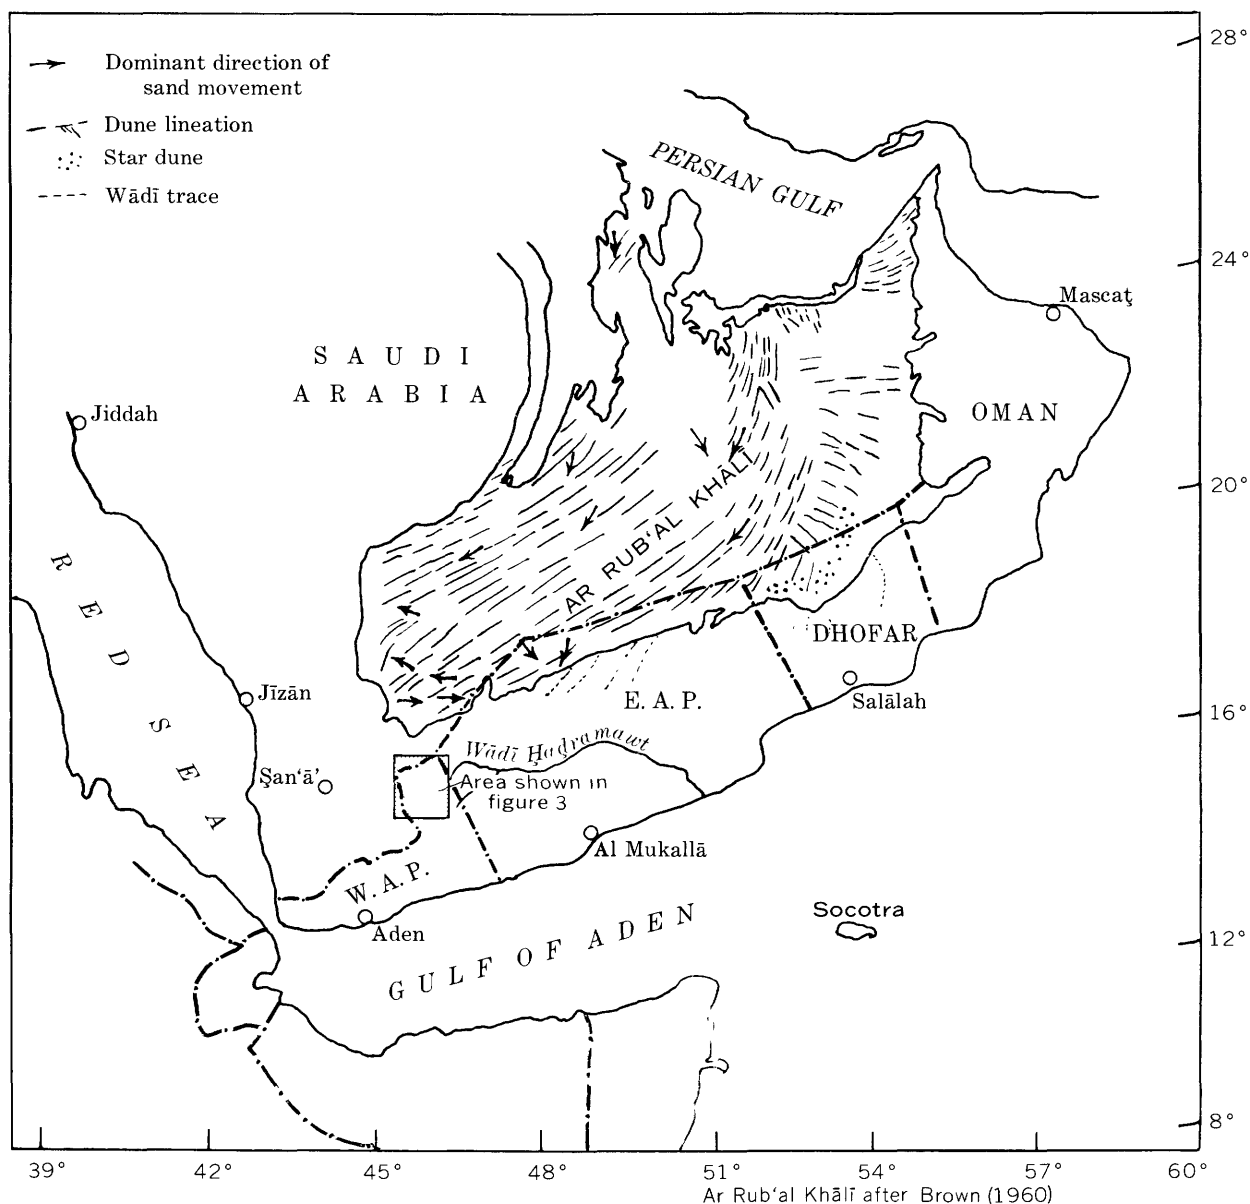 Dominant direction of
sand movement
Dune lineation
Star dune
Wādī trace
28°
PERSIAN GULF
24°
Mascaṭ
SAUDI
ARABIA
Jiddah
OMAN
AR RUB‘AL KHĀLĪ
20°
RED SEA
DHOFAR
Jīzān
E. A. P.
Salālah
16°
Wādī Ḥaḍramawt
Ṣan‘ā’
Area shown in
figure 3
Al Mukallā
W. A. P.
Socotra
Aden
12°
GULF OF ADEN
8°
39° 42° 45° 48° 51° 54° 57° 60°
Ar Rub‘al Khālī after Brown (1960)